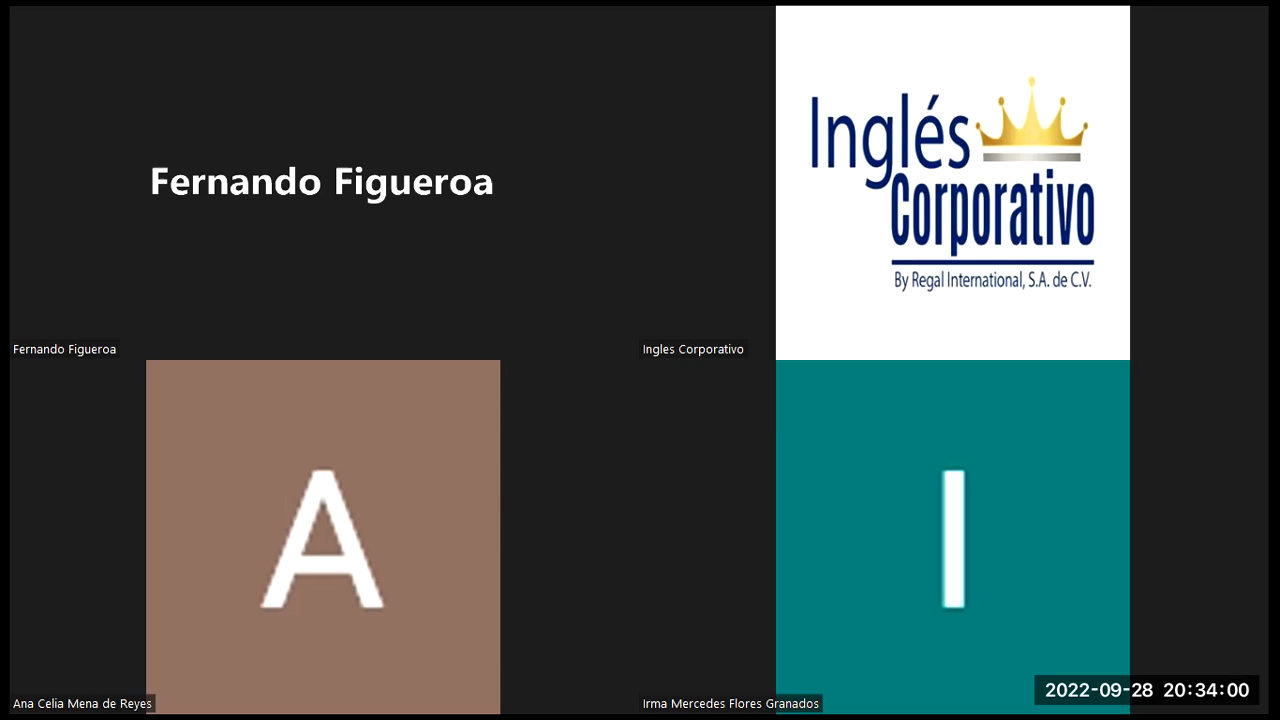 Fernando Figueroa
Inglés
Corporativo
By Regal International, S.A. de C.V.
Fernando Figueroa
Ingles Corporativo
A
I
Ana Celia Mena de Reyes
Irma Mercedes Flores Granados
2022-09-28 20:34:00